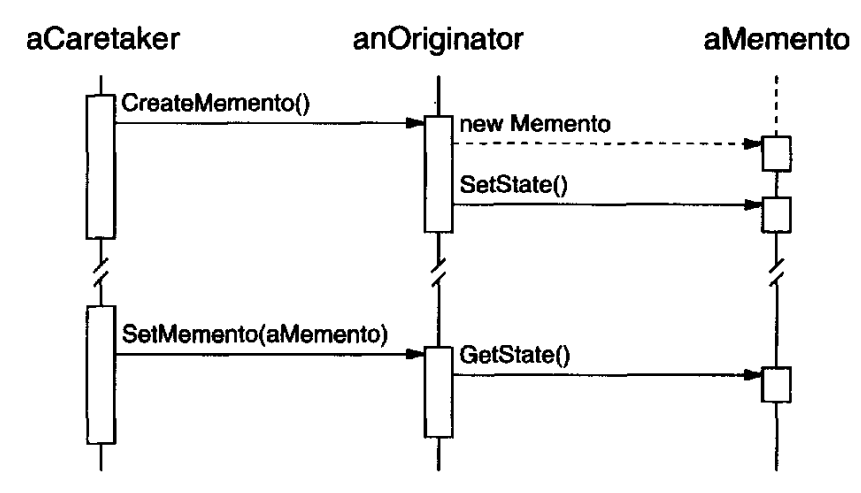 aCaretaker anOriginator aMemento
CreateMemento()
new Memento
SetState()
SetMemento(aMemento)
GetState()